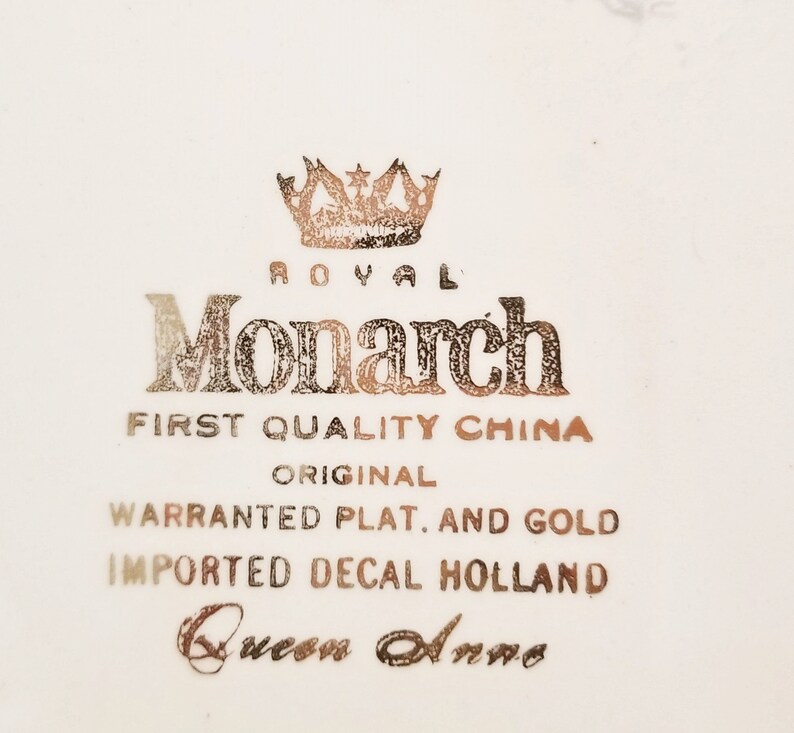 ROYAL
Monarch
FIRST QUALITY CHINA
ORIGINAL
WARRANTED PLAT. AND GOLD
IMPORTED DECAL HOLLAND
Queen Anne